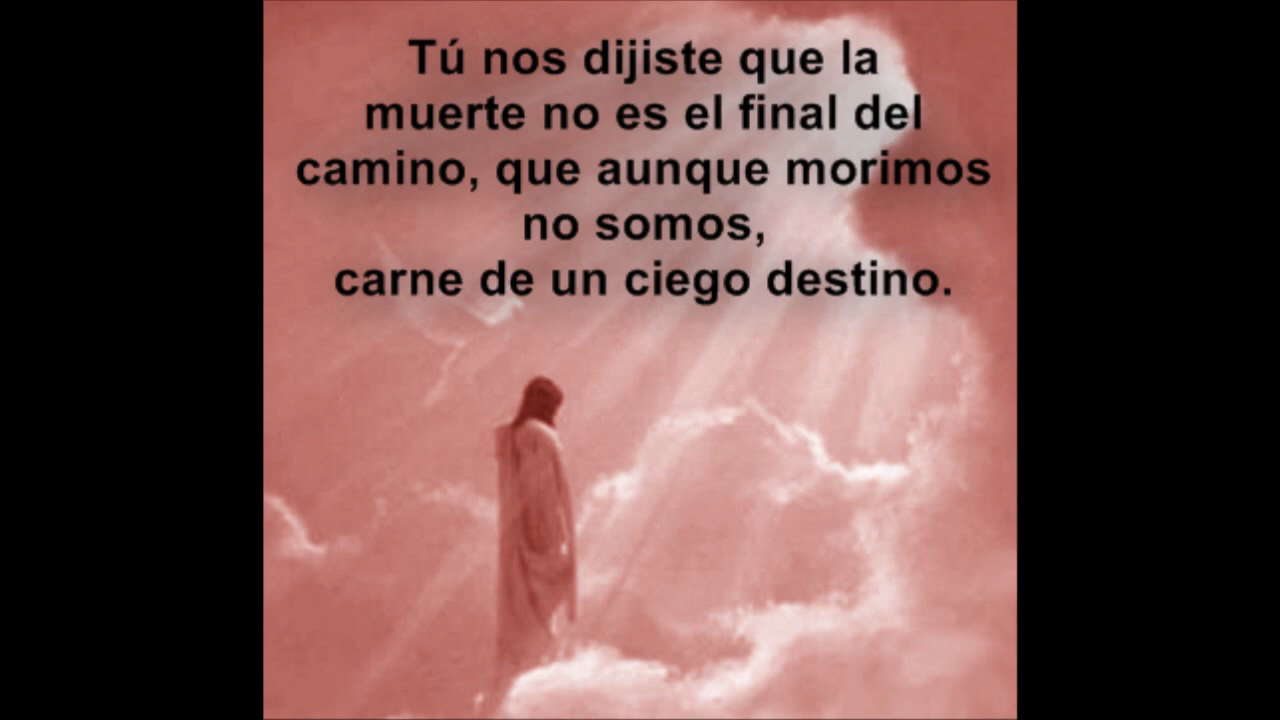 Tú nos dijiste que la
muerte no es el final del
camino, que aunque morimos
no somos,
carne de un ciego destino.